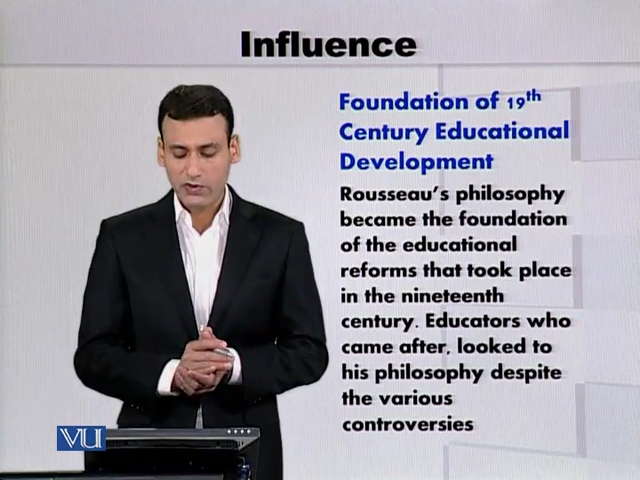 Influence
Foundation of 19th
Century Educational
Development
Rousseau's philosophy
became the foundation
of the educational
reforms that took place
in the nineteenth
century. Educators who
came after, looked to
his philosophy despite
the various
controversies
VU